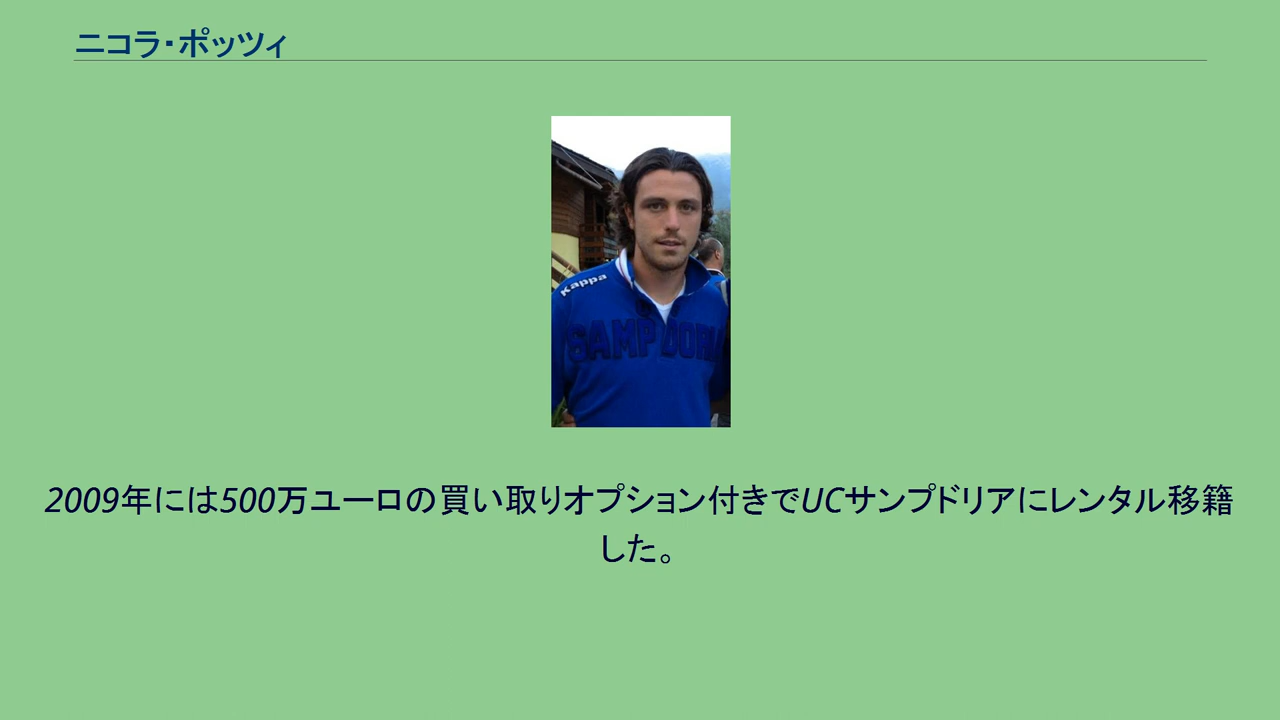 ニコラ・ポッツィ
Kappa
SAMPDORI
2009年には500万ユーロの買い取りオプション付きでUCサンプドリアにレンタル移籍
した。